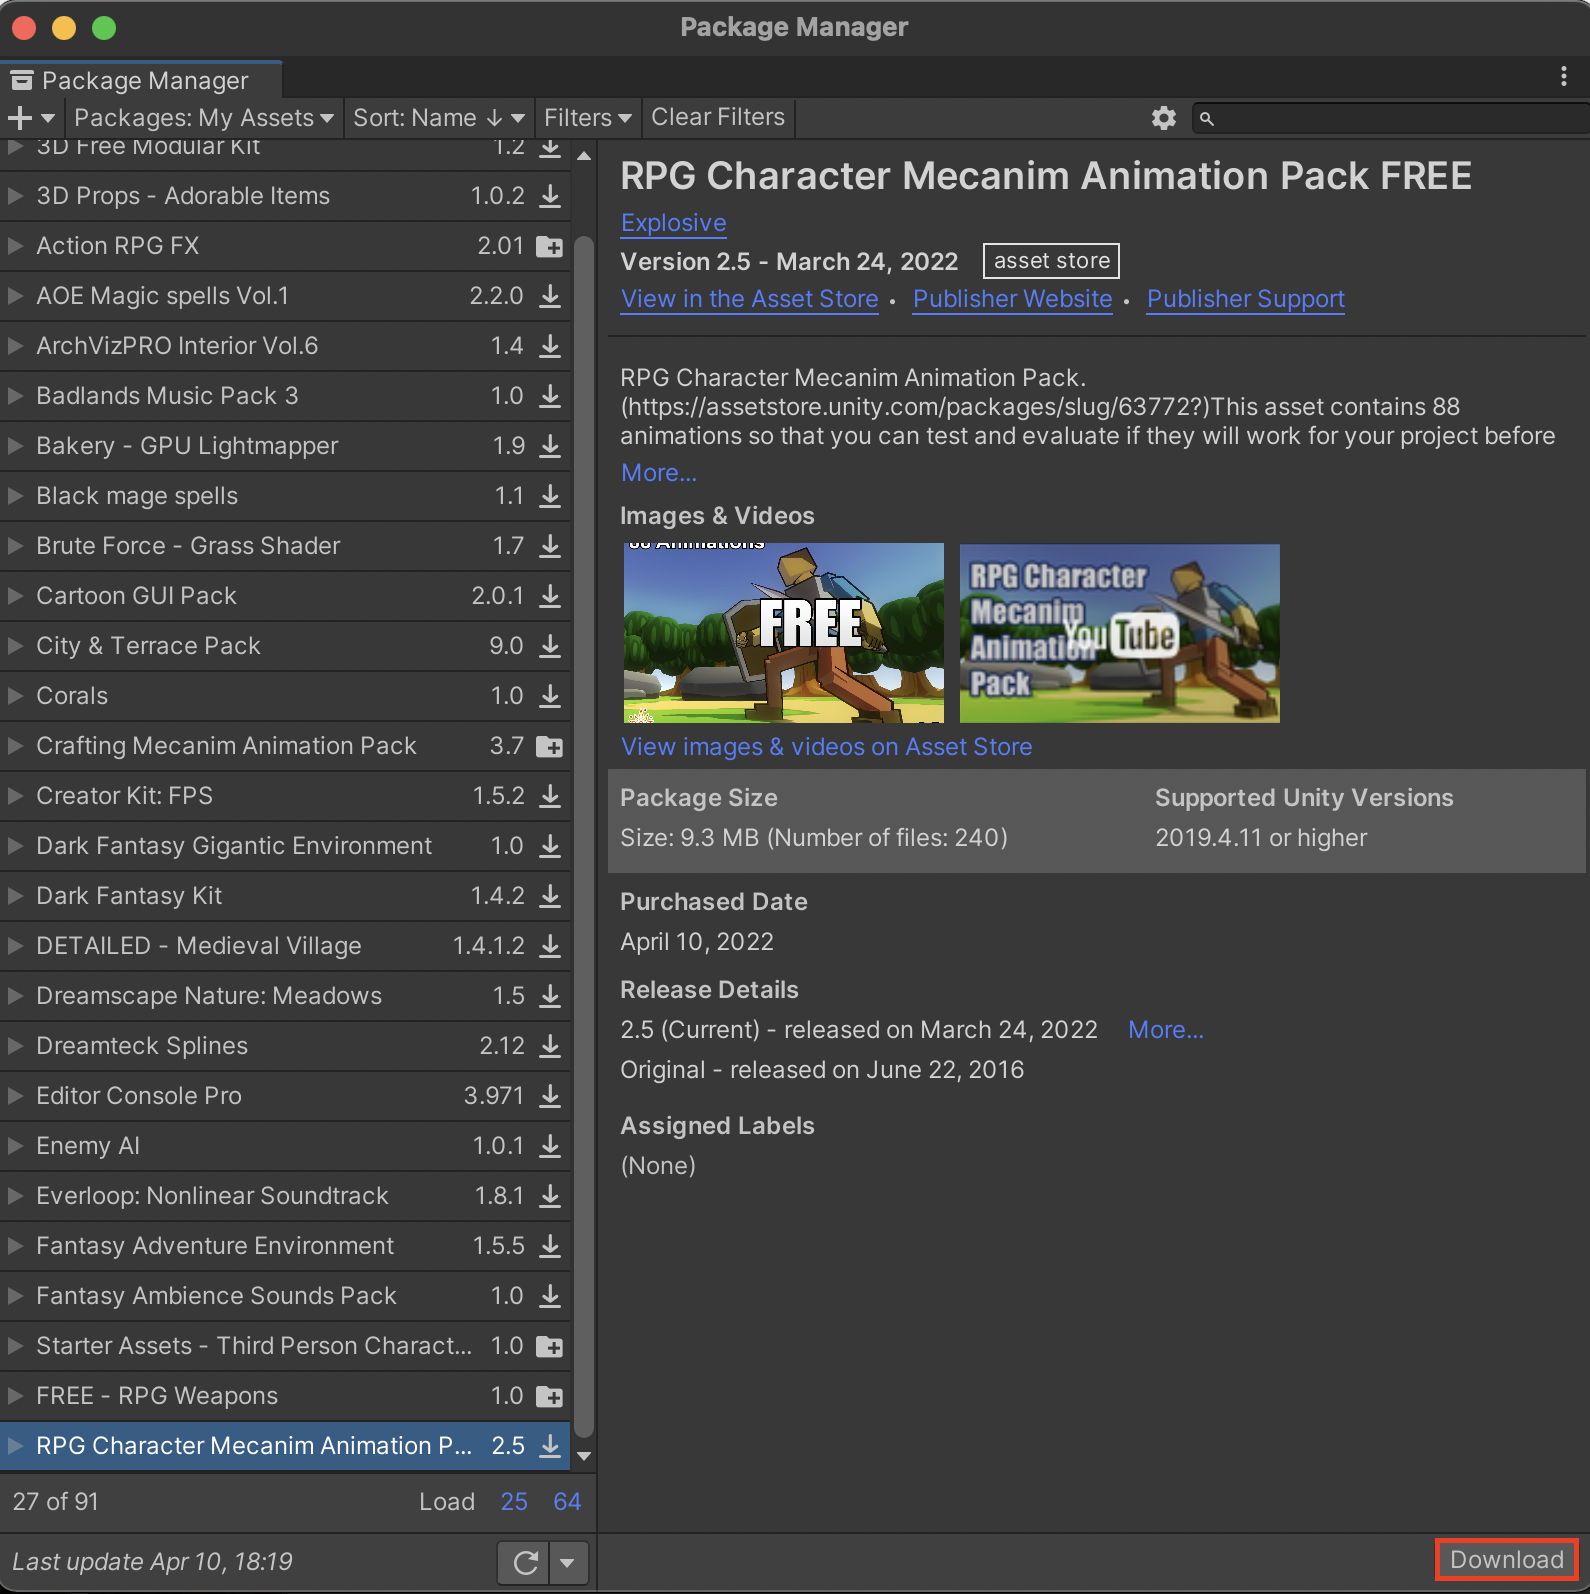 Package Manager
Package Manager
Packages: My Assets
Sort: Name ↓
Filters
Clear Filters
3D Free Modular Kit 1.2
3D Props - Adorable Items 1.0.2
Action RPG FX 2.01
AOE Magic spells Vol.1 2.2.0
ArchVizPRO Interior Vol.6 1.4
Badlands Music Pack 3 1.0
Bakery - GPU Lightmapper 1.9
Black mage spells 1.1
Brute Force - Grass Shader 1.7
Cartoon GUI Pack 2.0.1
City & Terrace Pack 9.0
Corals 1.0
Crafting Mecanim Animation Pack 3.7
Creator Kit: FPS 1.5.2
Dark Fantasy Gigantic Environment 1.0
Dark Fantasy Kit 1.4.2
DETAILED - Medieval Village 1.4.1.2
Dreamscape Nature: Meadows 1.5
Dreamteck Splines 2.12
Editor Console Pro 3.971
Enemy AI 1.0.1
Everloop: Nonlinear Soundtrack 1.8.1
Fantasy Adventure Environment 1.5.5
Fantasy Ambience Sounds Pack 1.0
Starter Assets - Third Person Charact... 1.0
FREE - RPG Weapons 1.0
RPG Character Mecanim Animation P... 2.5
27 of 91
Load 25 64
Last update Apr 10, 18:19
RPG Character Mecanim Animation Pack FREE
Explosive
Version 2.5 - March 24, 2022 asset store
View in the Asset Store • Publisher Website • Publisher Support
RPG Character Mecanim Animation Pack.
(https://assetstore.unity.com/packages/slug/63772?)This asset contains 88
animations so that you can test and evaluate if they will work for your project before
More...
Images & Videos
Animations
FREE
RPG Character
Mecanim
Animation
Pack
YouTube
View images & videos on Asset Store
Package Size
Size: 9.3 MB (Number of files: 240)
Supported Unity Versions
2019.4.11 or higher
Purchased Date
April 10, 2022
Release Details
2.5 (Current) - released on March 24, 2022 More...
Original - released on June 22, 2016
Assigned Labels
(None)
Download